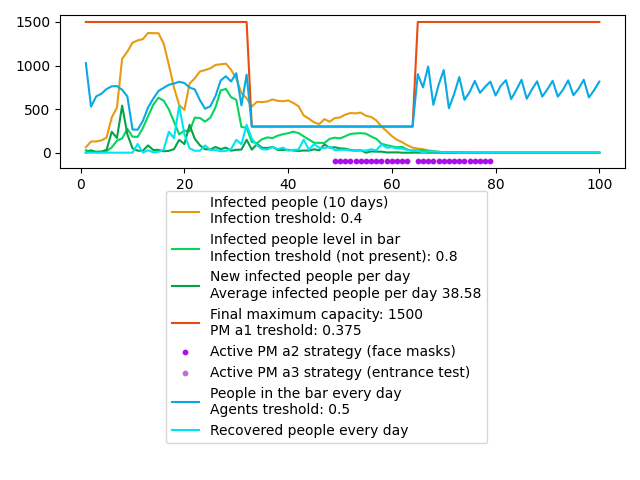 1500
1000
500
0
0 20 40 60 80 100
Infected people (10 days)
Infection treshold: 0.4
Infected people level in bar
Infection treshold (not present): 0.8
New infected people per day
Average infected people per day 38.58
Final maximum capacity: 1500
PM a1 treshold: 0.375
Active PM a2 strategy (face masks)
Active PM a3 strategy (entrance test)
People in the bar every day
Agents treshold: 0.5
Recovered people every day